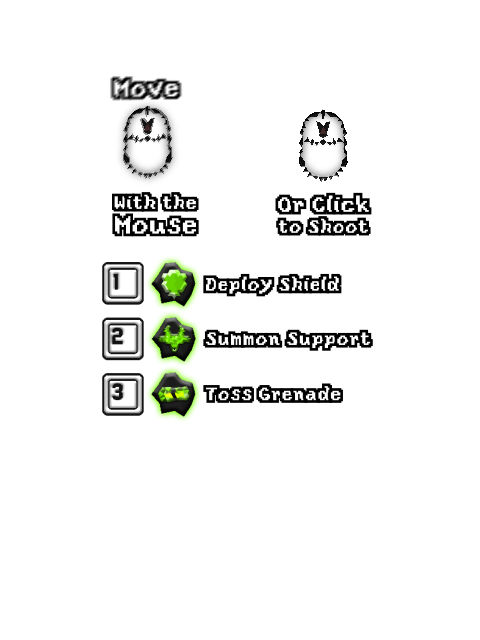 Move
With the
Mouse
Or Click
to Shoot
1 Deploy Shield
2 Summon Support
3 Toss Grenade